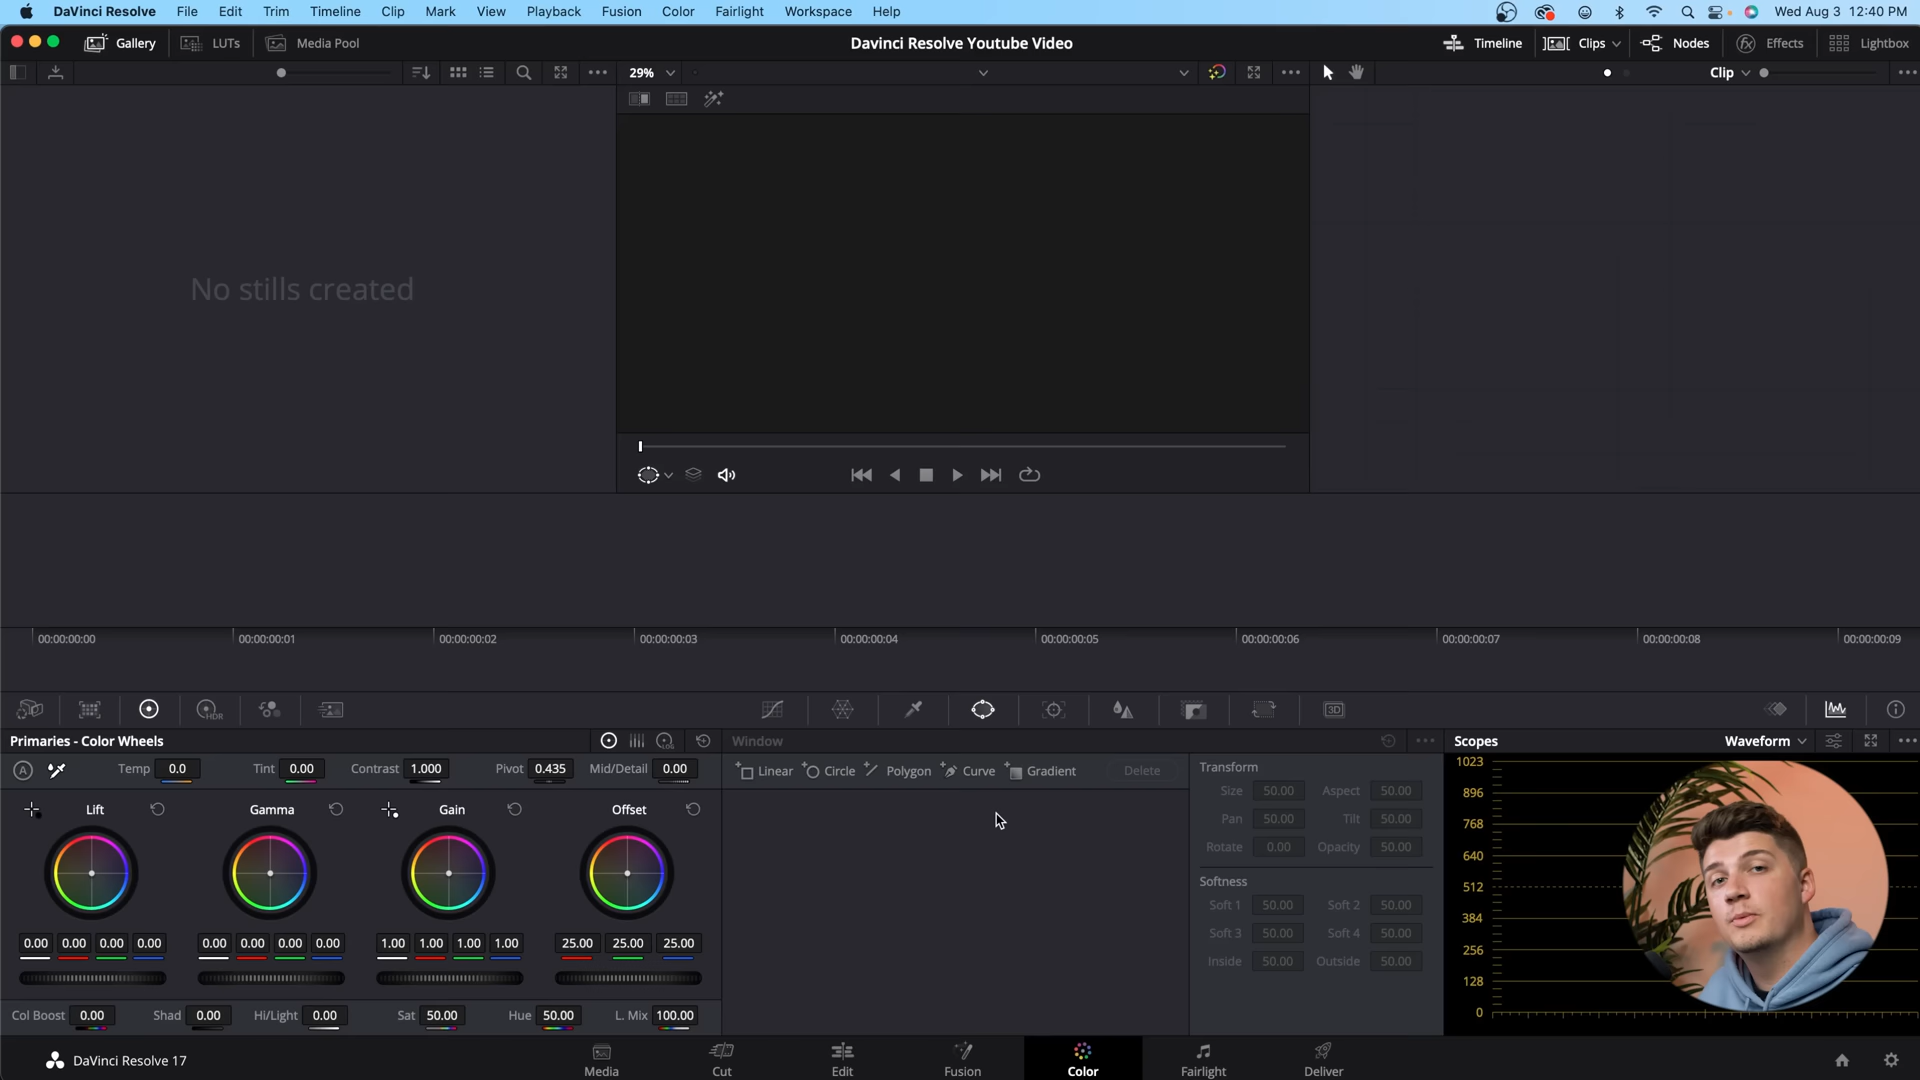 DaVinci Resolve File Edit Trim Timeline Clip Mark View Playback Fusion Color Fairlight Workspace Help Wed Aug 3 12:40 PM
Gallery LUTs Media Pool Davinci Resolve Youtube Video Timeline Clips Nodes Effects Lightbox
29% Clip
No stills created
00:00:00:00 00:00:00:01 00:00:00:02 00:00:00:03 00:00:00:04 00:00:00:05 00:00:00:06 00:00:00:07 00:00:00:08 00:00:00:09
HDR 3D
Primaries - Color Wheels LOG Window Scopes Waveform
A Temp 0.0 Tint 0.00 Contrast 1.000 Pivot 0.435 Mid/Detail 0.00
Linear Circle Polygon Curve Gradient Delete
Lift Gamma Gain Offset
0.00 0.00 0.00 0.00 0.00 0.00 0.00 0.00 1.00 1.00 1.00 1.00 25.00 25.00 25.00
Col Boost 0.00 Shad 0.00 Hi/Light 0.00 Sat 50.00 Hue 50.00 L. Mix 100.00
Transform
Size 50.00 Aspect 50.00
Pan 50.00 Tilt 50.00
Rotate 0.00 Opacity 50.00
Softness
Soft 1 50.00 Soft 2 50.00
Soft 3 50.00 Soft 4 50.00
Inside 50.00 Outside 50.00
1023
896
768
640
512
384
256
128
0
DaVinci Resolve 17 Media Cut Edit Fusion Color Fairlight Deliver